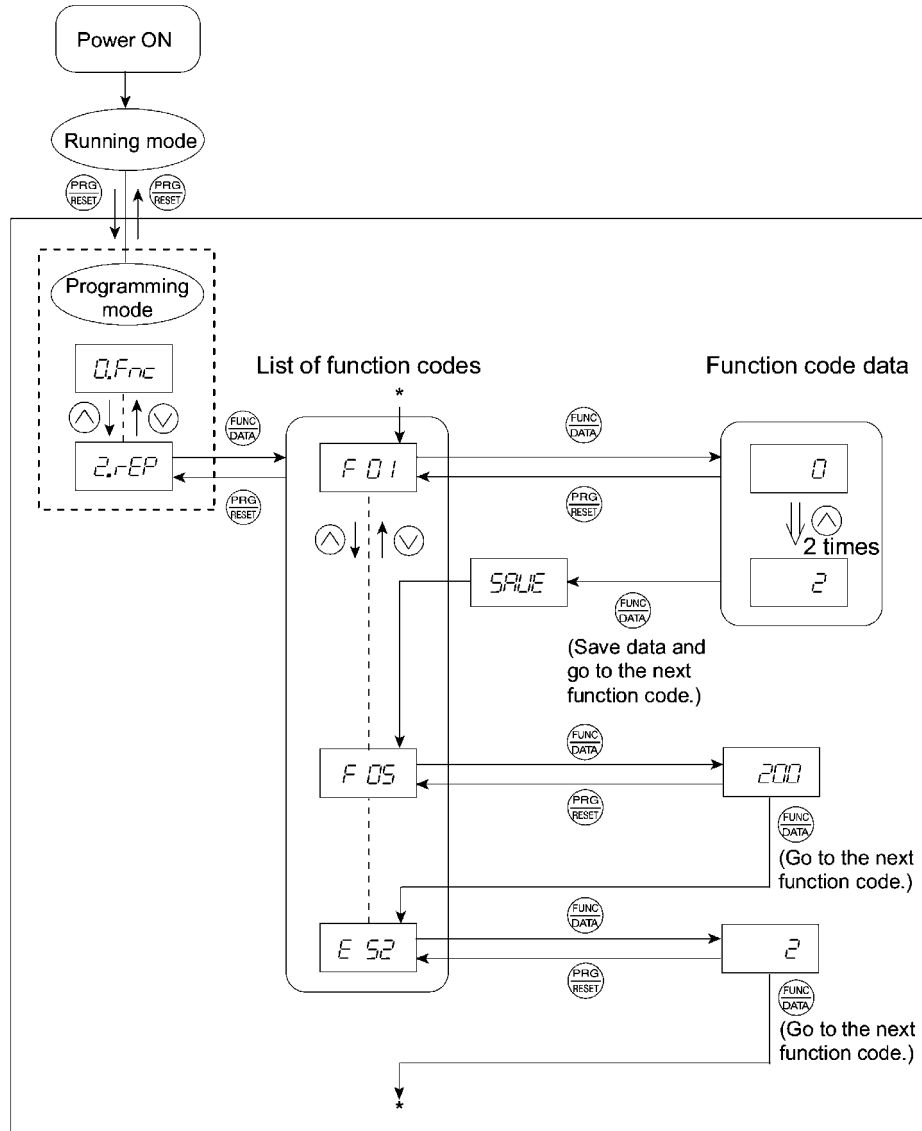 Power ON
Running mode
PRG
RESET
PRG
RESET
Programming
mode
0.Fnc
2.rEP
FUNC
DATA
PRG
RESET
List of function codes
*
F 01
FUNC
DATA
PRG
RESET
Function code data
0
2 times
2
SAVE
FUNC
DATA
(Save data and
go to the next
function code.)
F 05
FUNC
DATA
PRG
RESET
200
FUNC
DATA
(Go to the next
function code.)
E 52
FUNC
DATA
PRG
RESET
2
FUNC
DATA
(Go to the next
function code.)
*